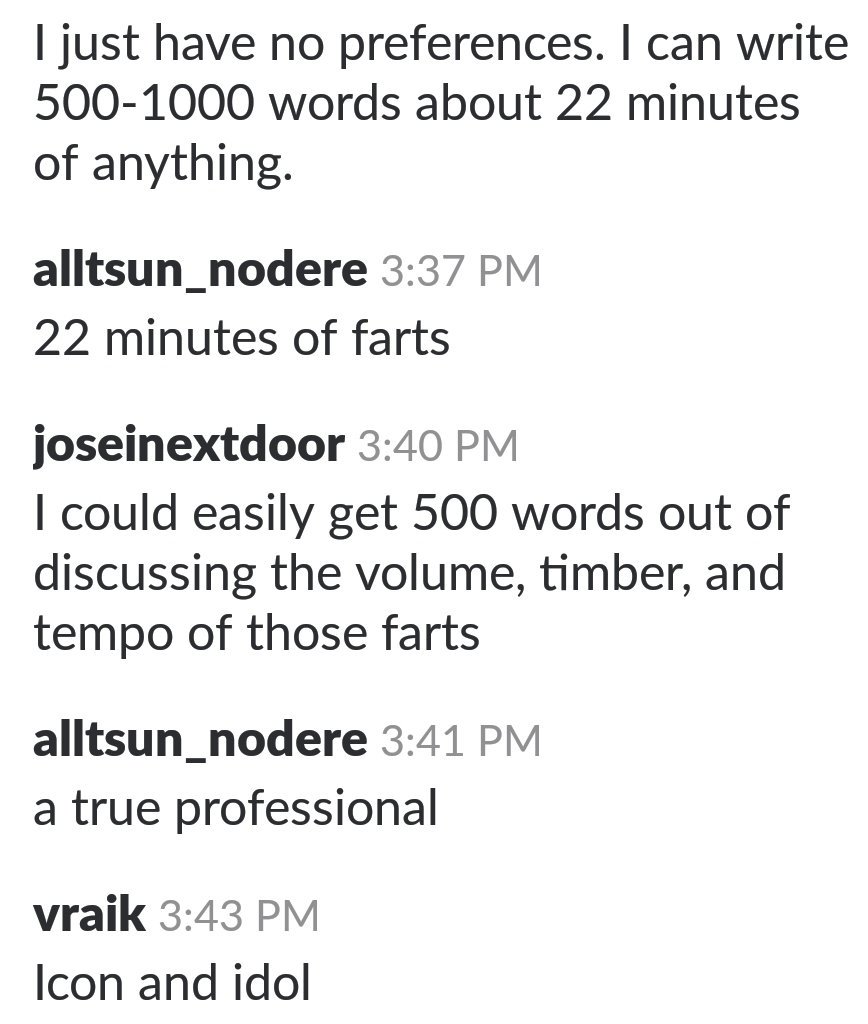 I just have no preferences. I can write
500-1000 words about 22 minutes
of anything.
alltsun_nodere 3:37 PM
22 minutes of farts
joseinextdoor 3:40 PM
I could easily get 500 words out of
discussing the volume, timber, and
tempo of those farts
alltsun_nodere 3:41 PM
a true professional
vraik 3:43 PM
Icon and idol